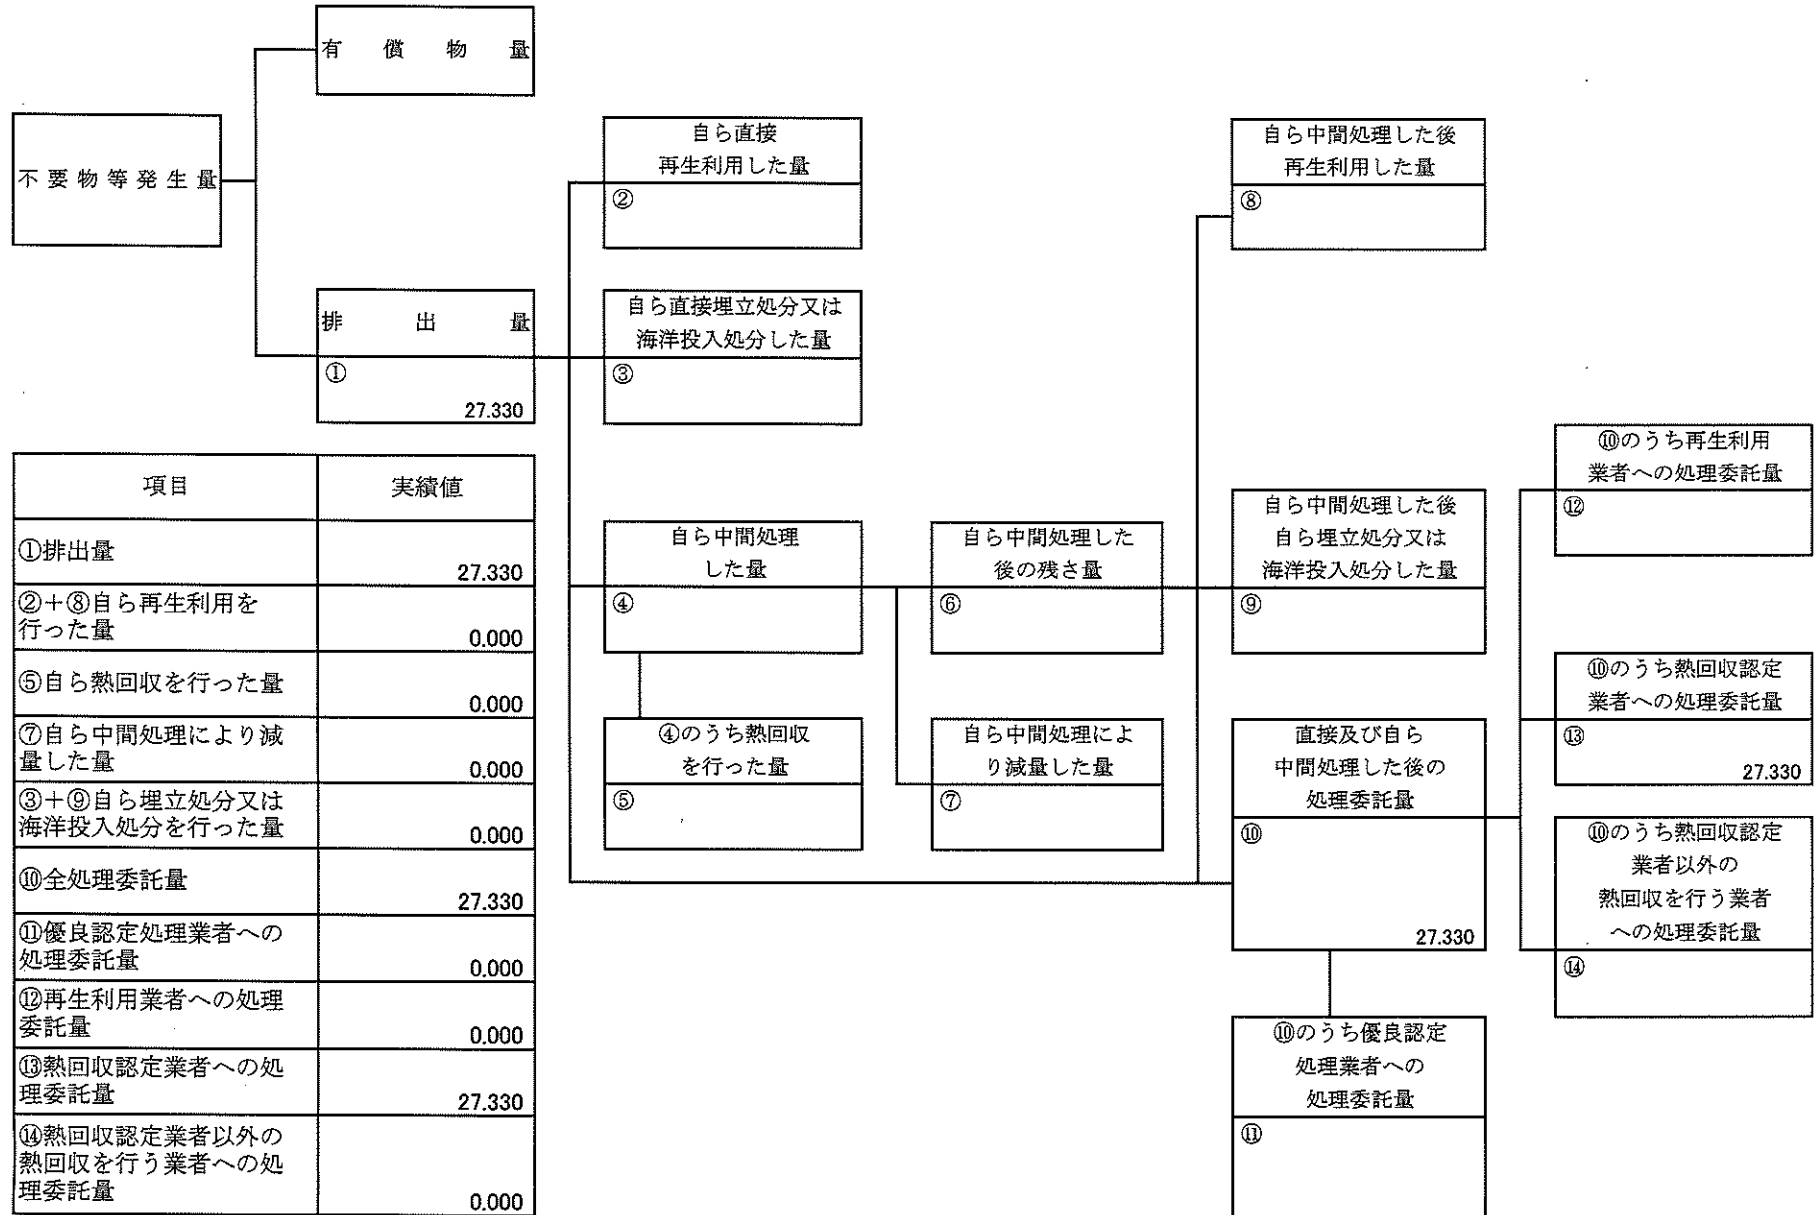 有償物量
不要物等発生量
排出量
①
27.330
自ら直接
再生利用した量
②
自ら直接埋立処分又は
海洋投入処分した量
③
自ら中間処理
した量
④
④のうち熱回収
を行った量
⑤
自ら中間処理した
後の残さ量
⑥
自ら中間処理によ
り減量した量
⑦
自ら中間処理した後
再生利用した量
⑧
自ら中間処理した後
自ら埋立処分又は
海洋投入処分した量
⑨
直接及び自ら
中間処理した後の
処理委託量
⑩
27.330
⑩のうち優良認定
処理業者への
処理委託量
⑪
⑩のうち再生利用
業者への処理委託量
⑫
⑩のうち熱回収認定
業者への処理委託量
⑬
27.330
⑩のうち熱回収認定
業者以外の
熱回収を行う業者
への処理委託量
⑭
項目 実績値
①排出量
27.330
②+⑧自ら再生利用を
行った量
0.000
⑤自ら熱回収を行った量
0.000
⑦自ら中間処理により減
量した量
0.000
③+⑨自ら埋立処分又は
海洋投入処分を行った量
0.000
⑩全処理委託量
27.330
⑪優良認定処理業者への
処理委託量
0.000
⑫再生利用業者への処理
委託量
0.000
⑬熱回収認定業者への処
理委託量
27.330
⑭熱回収認定業者以外の
熱回収を行う業者への処
理委託量
0.000